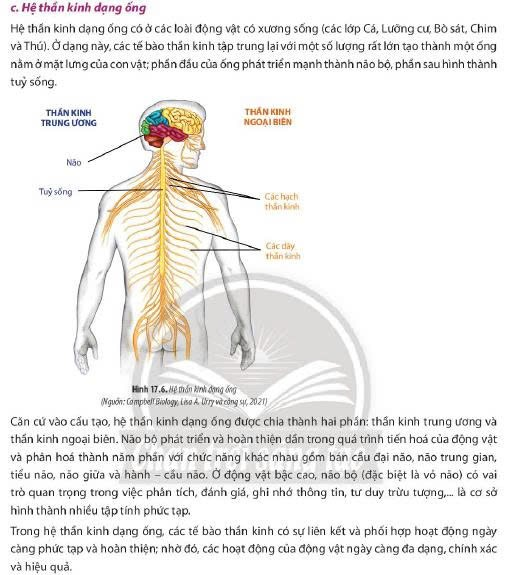 c. Hệ thần kinh dạng ống
Hệ thần kinh dạng ống có ở các loài động vật có xương sống (các lớp Cá, Lưỡng cư, Bò sát, Chim
và Thú). Ở dạng này, các tế bào thần kinh tập trung lại với một số lượng rất lớn tạo thành một ống
nằm ở mặt lưng của con vật; phần đầu của ống phát triển mạnh thành não bộ, phần sau hình thành
tuỷ sống.
THẦN KINH
TRUNG ƯƠNG
THẦN KINH
NGOẠI BIÊN
Não
Tuỷ sống
Các hạch
thần kinh
Các dây
thần kinh
Hình 17.6. Hệ thần kinh dạng ống
(Nguồn: Campbell Biology, Lisa A. Urry và cộng sự, 2021)
Căn cứ vào cấu tạo, hệ thần kinh dạng ống được chia thành hai phần: thần kinh trung ương và
thần kinh ngoại biên. Não bộ phát triển và hoàn thiện dần trong quá trình tiến hoá của động vật
và phân hoá thành năm phần với chức năng khác nhau gồm bán cầu đại não, não trung gian,
tiểu não, não giữa và hành – cầu não. Ở động vật bậc cao, não bộ (đặc biệt là vỏ não) có vai
trò quan trọng trong việc phân tích, đánh giá, ghi nhớ thông tin, tư duy trừu tượng,... là cơ sở
hình thành nhiều tập tính phức tạp.
Trong hệ thần kinh dạng ống, các tế bào thần kinh có sự liên kết và phối hợp hoạt động ngày
càng phức tạp và hoàn thiện; nhờ đó, các hoạt động của động vật ngày càng đa dạng, chính xác
và hiệu quả.
Chân trời sáng tạo